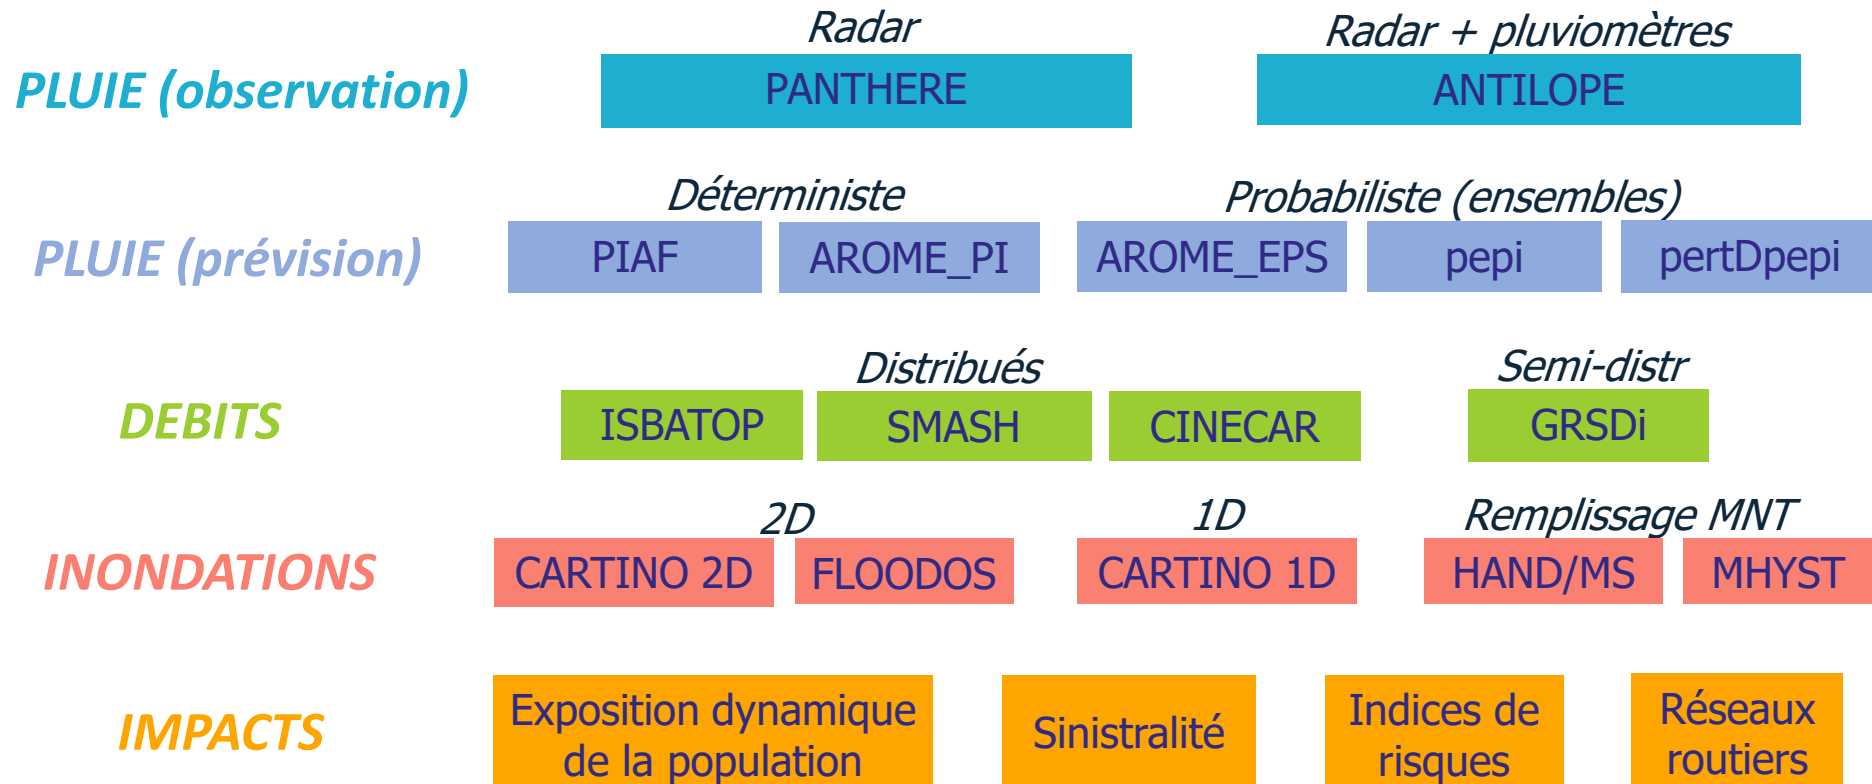 Radar
Radar + pluviomètres
PLUIE (observation)
PANTHERE
ANTILOPE
Déterministe
Probabiliste (ensembles)
PLUIE (prévision)
PIAF
AROME_PI
AROME_EPS
pepi
pertDpepi
Distribués
Semi-distr
DEBITS
ISBATOP
SMASH
CINECAR
GRSDi
2D
1D
Remplissage MNT
INONDATIONS
CARTINO 2D
FLOODOS
CARTINO 1D
HAND/MS
MHYST
IMPACTS
Exposition dynamique
de la population
Sinistralité
Indices de
risques
Réseaux
routiers